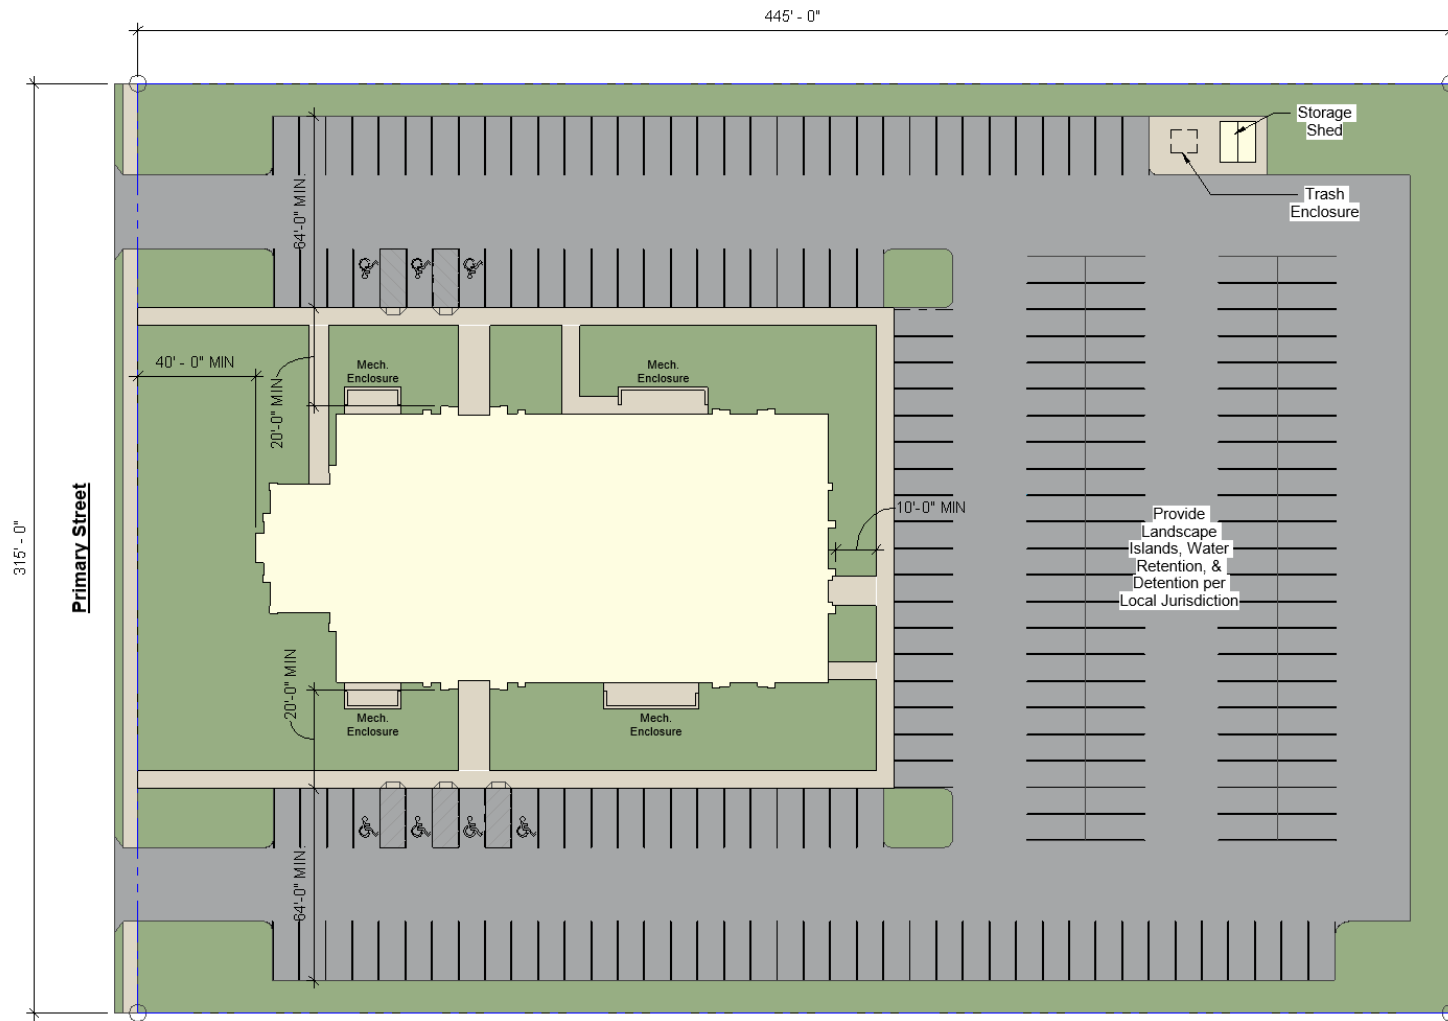 445' - 0"
Storage
Shed
Trash
Enclosure
64'-0" MIN.
40' - 0" MIN
20'-0" MIN
Mech.
Enclosure
Mech.
Enclosure
Primary Street
315' - 0"
10'-0" MIN
Provide
Landscape
Islands, Water
Retention, &
Detention per
Local Jurisdiction
20'-0" MIN
Mech.
Enclosure
Mech.
Enclosure
64'-0" MIN.